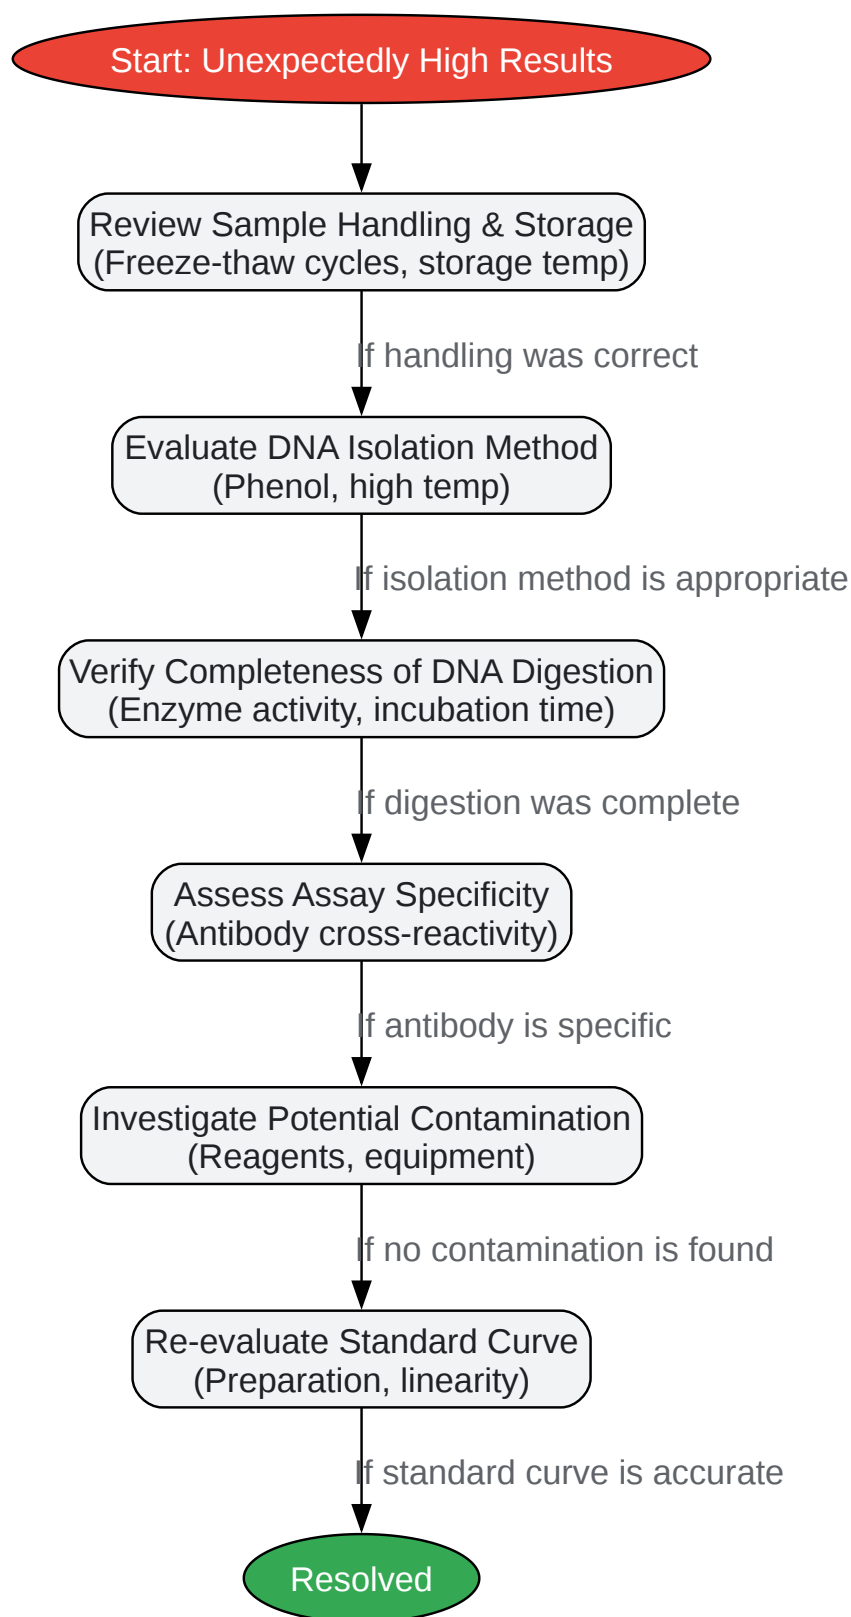 Start: Unexpectedly High Results
Review Sample Handling & Storage
(Freeze-thaw cycles, storage temp)
If handling was correct
Evaluate DNA Isolation Method
(Phenol, high temp)
If isolation method is appropriate
Verify Completeness of DNA Digestion
(Enzyme activity, incubation time)
If digestion was complete
Assess Assay Specificity
(Antibody cross-reactivity)
If antibody is specific
Investigate Potential Contamination
(Reagents, equipment)
If no contamination is found
Re-evaluate Standard Curve
(Preparation, linearity)
If standard curve is accurate
Resolved